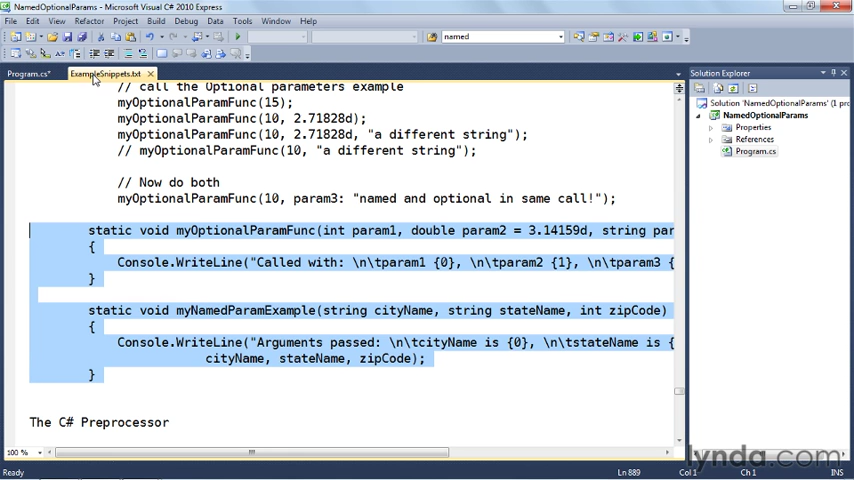 NamedOptionalParams - Microsoft Visual C# 2010 Express
File Edit View Refactor Project Build Debug Data Tools Window Help
named
Program.cs* ExampleSnippets.txt
// call the Optional parameters example
myOptionalParamFunc(15);
myOptionalParamFunc(10, 2.71828d);
myOptionalParamFunc(10, 2.71828d, "a different string");
// myOptionalParamFunc(10, "a different string");
// Now do both
myOptionalParamFunc(10, param3: "named and optional in same call!");
static void myOptionalParamFunc(int param1, double param2 = 3.14159d, string par
{
Console.WriteLine("Called with: \n\tparam1 {0}, \n\tparam2 {1}, \n\tparam3 {
}
static void myNamedParamExample(string cityName, string stateName, int zipCode)
{
Console.WriteLine("Arguments passed: \n\tcityName is {0}, \n\tstateName is {
cityName, stateName, zipCode);
}
The C# Preprocessor
100 %
Solution Explorer
Solution 'NamedOptionalParams' (1 pro
NamedOptionalParams
Properties
References
Program.cs
Ready
Ln 889
Col 1
Ch 1
INS
lynda.com